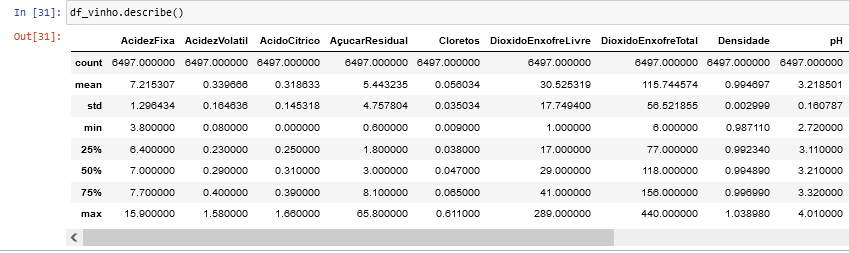 In [31]: df_vinho.describe()
Out[31]:
AcidezFixa AcidezVolatil AcidoCitrico AçucarResidual Cloretos DioxidoEnxofreLivre DioxidoEnxofreTotal Densidade pH
count 6497.000000 6497.000000 6497.000000 6497.000000 6497.000000 6497.000000 6497.000000 6497.000000 6497.000000
mean 7.215307 0.339666 0.318633 5.443235 0.056034 30.525319 115.744574 0.994697 3.218501
std 1.296434 0.164636 0.145318 4.757804 0.035034 17.749400 56.521855 0.002999 0.160787
min 3.800000 0.080000 0.000000 0.600000 0.009000 1.000000 6.000000 0.987110 2.720000
25% 6.400000 0.230000 0.250000 1.800000 0.038000 17.000000 77.000000 0.992340 3.110000
50% 7.000000 0.290000 0.310000 3.000000 0.047000 29.000000 118.000000 0.994890 3.210000
75% 7.700000 0.400000 0.390000 8.100000 0.065000 41.000000 156.000000 0.996990 3.320000
max 15.900000 1.580000 1.660000 65.800000 0.611000 289.000000 440.000000 1.038980 4.010000